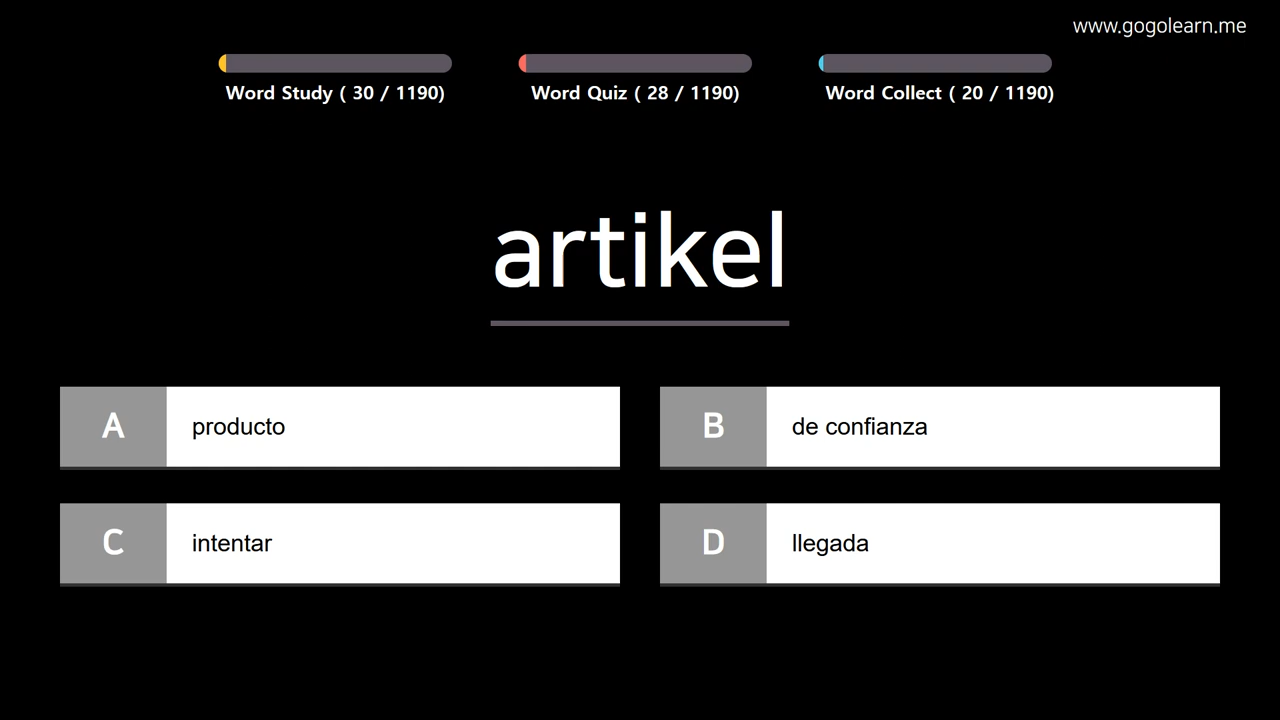 www.gogolearn.me
Word Study ( 30 / 1190)
Word Quiz ( 28 / 1190)
Word Collect ( 20 / 1190)
artikel
A producto
B de confianza
C intentar
D llegada